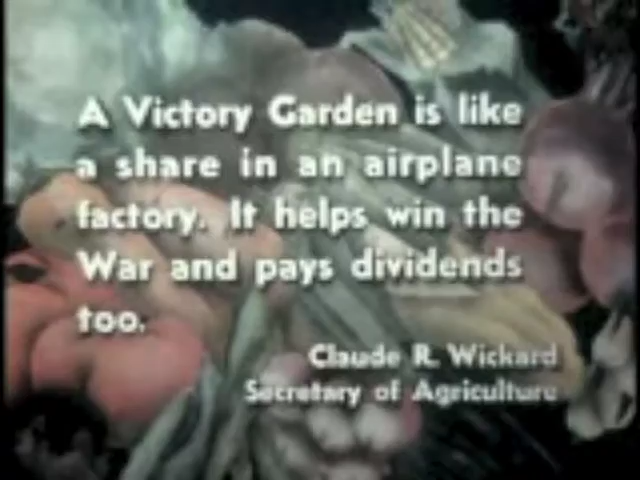 A Victory Garden is like
a share in an airplane
factory. It helps win the
War and pays dividends
too.
Claude R. Wickard
Secretary of Agriculture